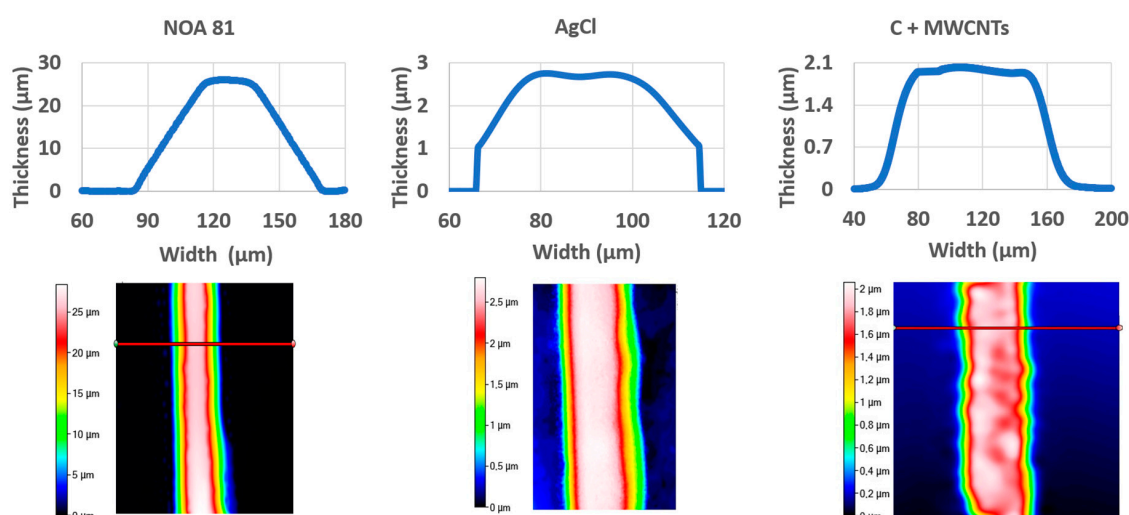 NOA 81
Thickness (µm)
30
20
10
0
60 90 120 150 180
Width (µm)
AgCl
Thickness (µm)
3
2
1
0
60 80 100 120
Width (µm)
C + MWCNTs
Thickness (µm)
2.1
1.4
0.7
0
40 80 120 160 200
Width (µm)
25 µm
20 µm
15 µm
10 µm
5 µm
0 µm
2,5 µm
2 µm
1,5 µm
1 µm
0,5 µm
0 µm
2 µm
1,8 µm
1,6 µm
1,4 µm
1,2 µm
1 µm
0,8 µm
0,6 µm
0,4 µm
0,2 µm
0 µm